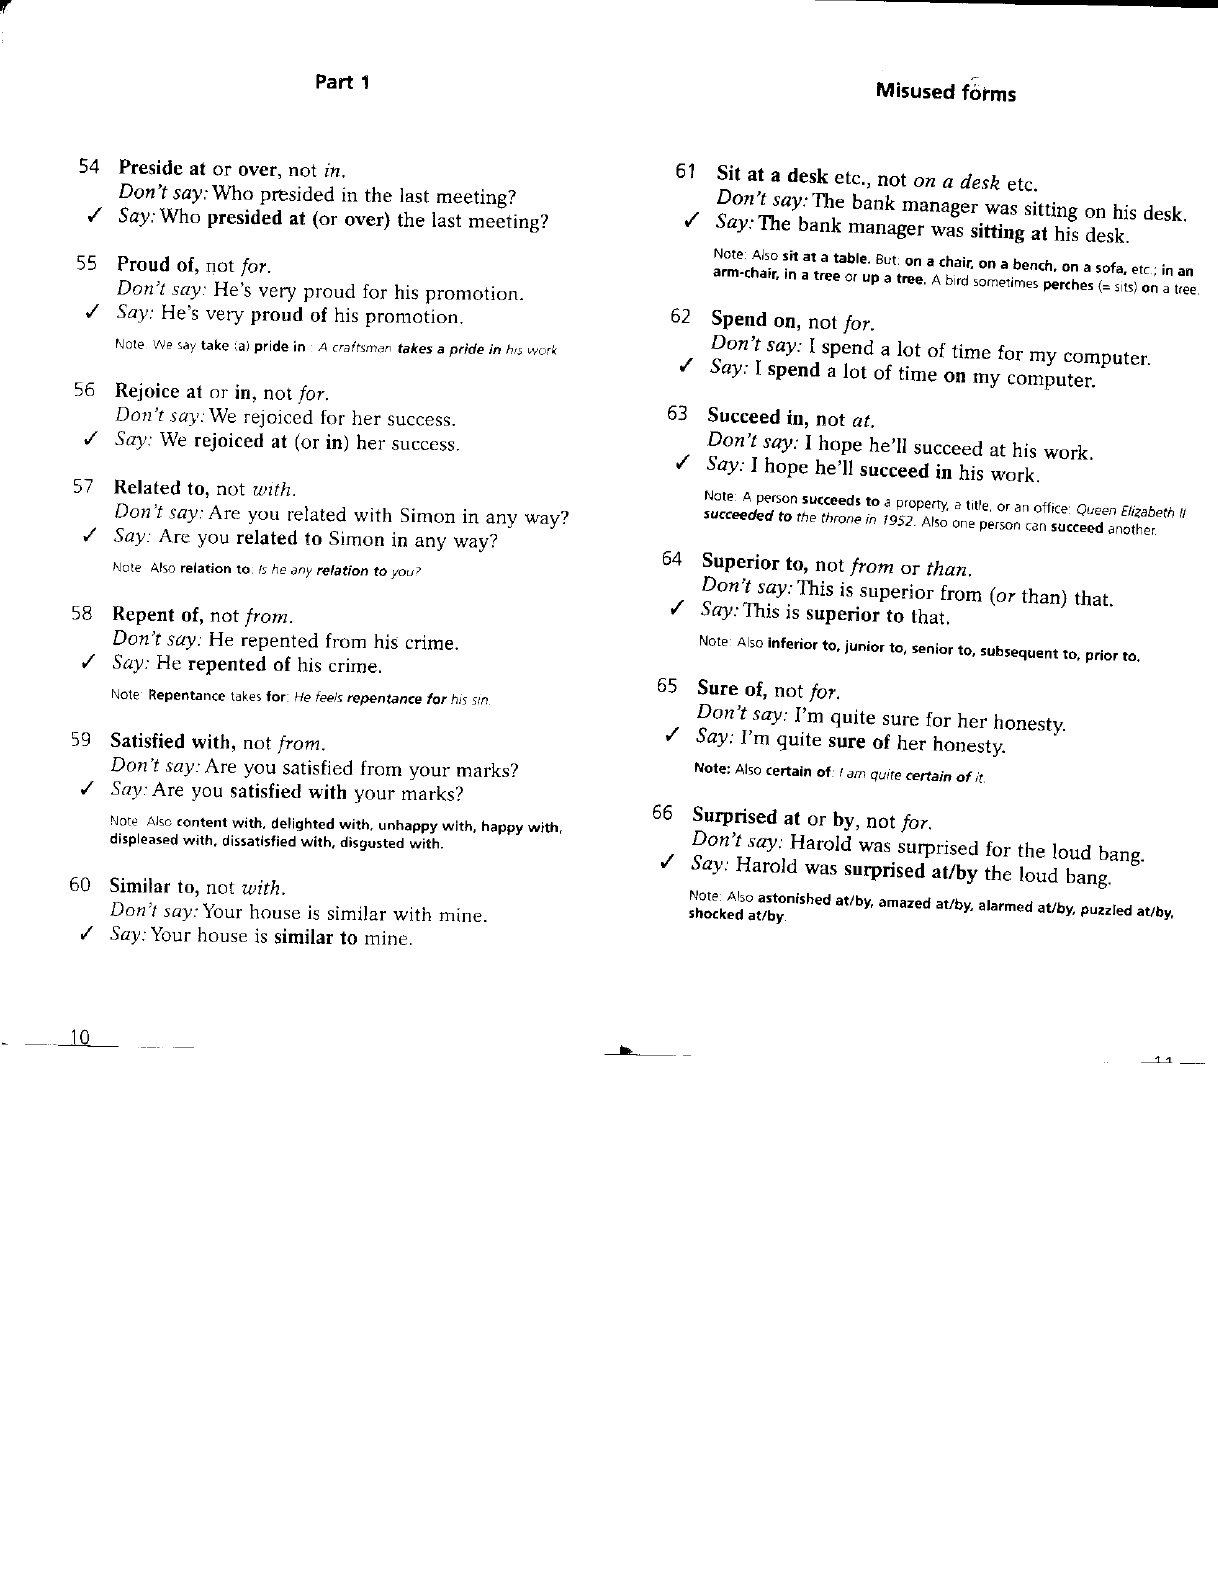 Part 1
54 Preside at or over, not in.
Don't say: Who presided in the last meeting?
✓ Say: Who presided at (or over) the last meeting?
55 Proud of, not for.
Don't say: He's very proud for his promotion.
✓ Say: He's very proud of his promotion.
Note: We say take (a) pride in : A craftsman takes a pride in his work
56 Rejoice at or in, not for.
Don't say: We rejoiced for her success.
✓ Say: We rejoiced at (or in) her success.
57 Related to, not with.
Don't say: Are you related with Simon in any way?
✓ Say: Are you related to Simon in any way?
Note: Also relation to: Is he any relation to you?
58 Repent of, not from.
Don't say: He repented from his crime.
✓ Say: He repented of his crime.
Note: Repentance takes for: He feels repentance for his sin.
59 Satisfied with, not from.
Don't say: Are you satisfied from your marks?
✓ Say: Are you satisfied with your marks?
Note: Also content with, delighted with, unhappy with, happy with,
displeased with, dissatisfied with, disgusted with.
60 Similar to, not with.
Don't say: Your house is similar with mine.
✓ Say: Your house is similar to mine.
10
Misused forms
61 Sit at a desk etc., not on a desk etc.
Don't say: The bank manager was sitting on his desk.
✓ Say: The bank manager was sitting at his desk.
Note: Also sit at a table. But: on a chair, on a bench, on a sofa, etc.; in an
arm-chair, in a tree or up a tree. A bird sometimes perches (= sits) on a tree.
62 Spend on, not for.
Don't say: I spend a lot of time for my computer.
✓ Say: I spend a lot of time on my computer.
63 Succeed in, not at.
Don't say: I hope he'll succeed at his work.
✓ Say: I hope he'll succeed in his work.
Note: A person succeeds to a property, a title, or an office: Queen Elizabeth II
succeeded to the throne in 1952. Also one person can succeed another.
64 Superior to, not from or than.
Don't say: This is superior from (or than) that.
✓ Say: This is superior to that.
Note: Also inferior to, junior to, senior to, subsequent to, prior to.
65 Sure of, not for.
Don't say: I'm quite sure for her honesty.
✓ Say: I'm quite sure of her honesty.
Note: Also certain of: I am quite certain of it.
66 Surprised at or by, not for.
Don't say: Harold was surprised for the loud bang.
✓ Say: Harold was surprised at/by the loud bang.
Note: Also astonished at/by, amazed at/by, alarmed at/by, puzzled at/by,
shocked at/by.
11